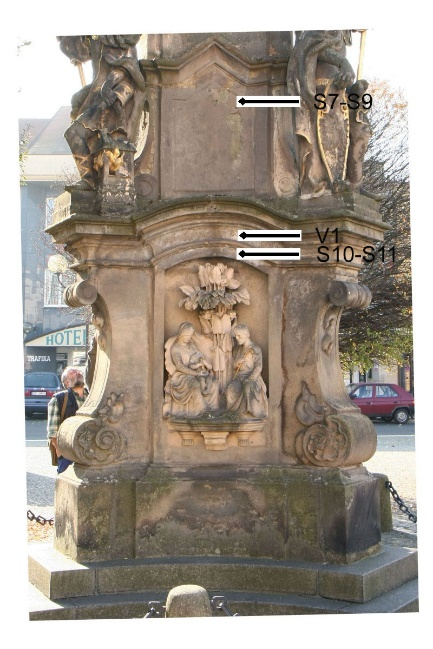 S7-S9
V1
S10-S11
HOTEL
TRAFIKA